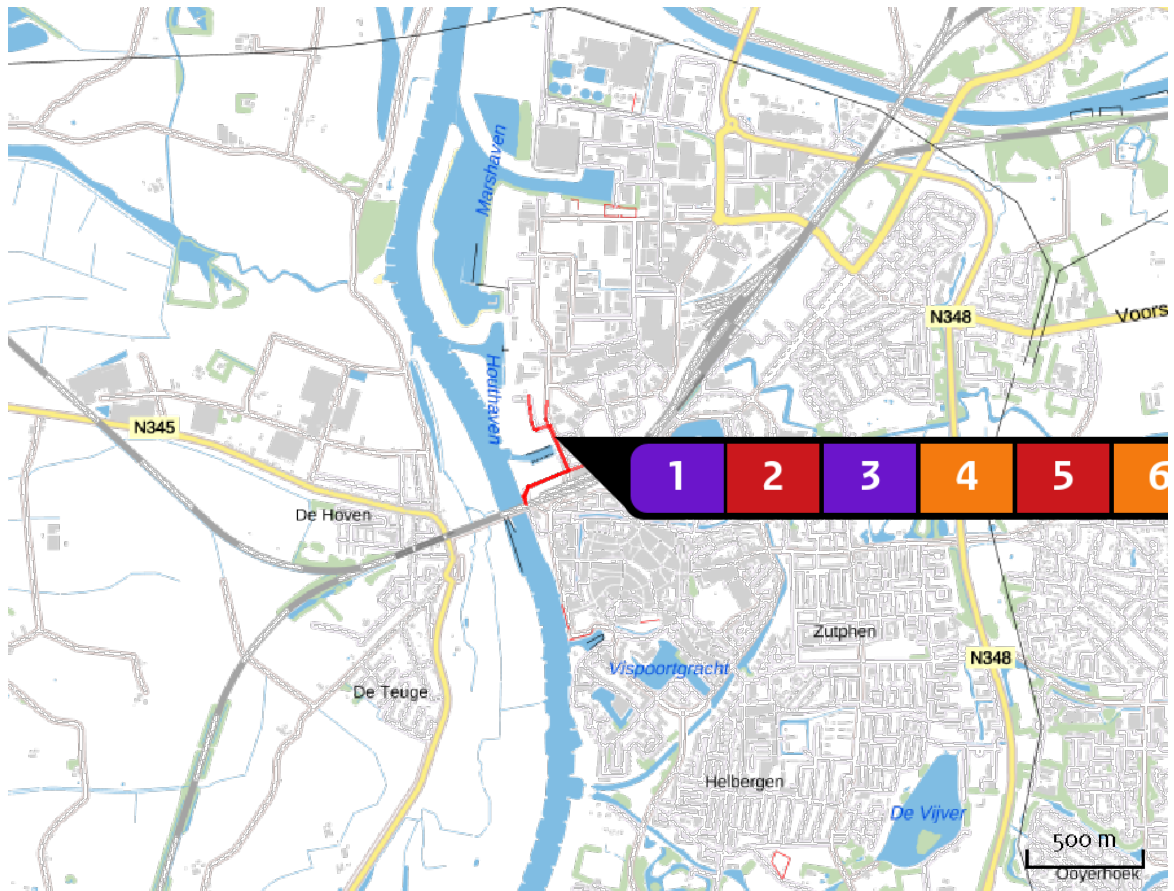 Marshaven
N348
Voors
Houthaven
N345
1 2 3 4 5 6
De Hoven
Zutphen
N348
Vispoortgracht
De Teuge
Helbergen
De Vijver
500 m
Ooyerhoek